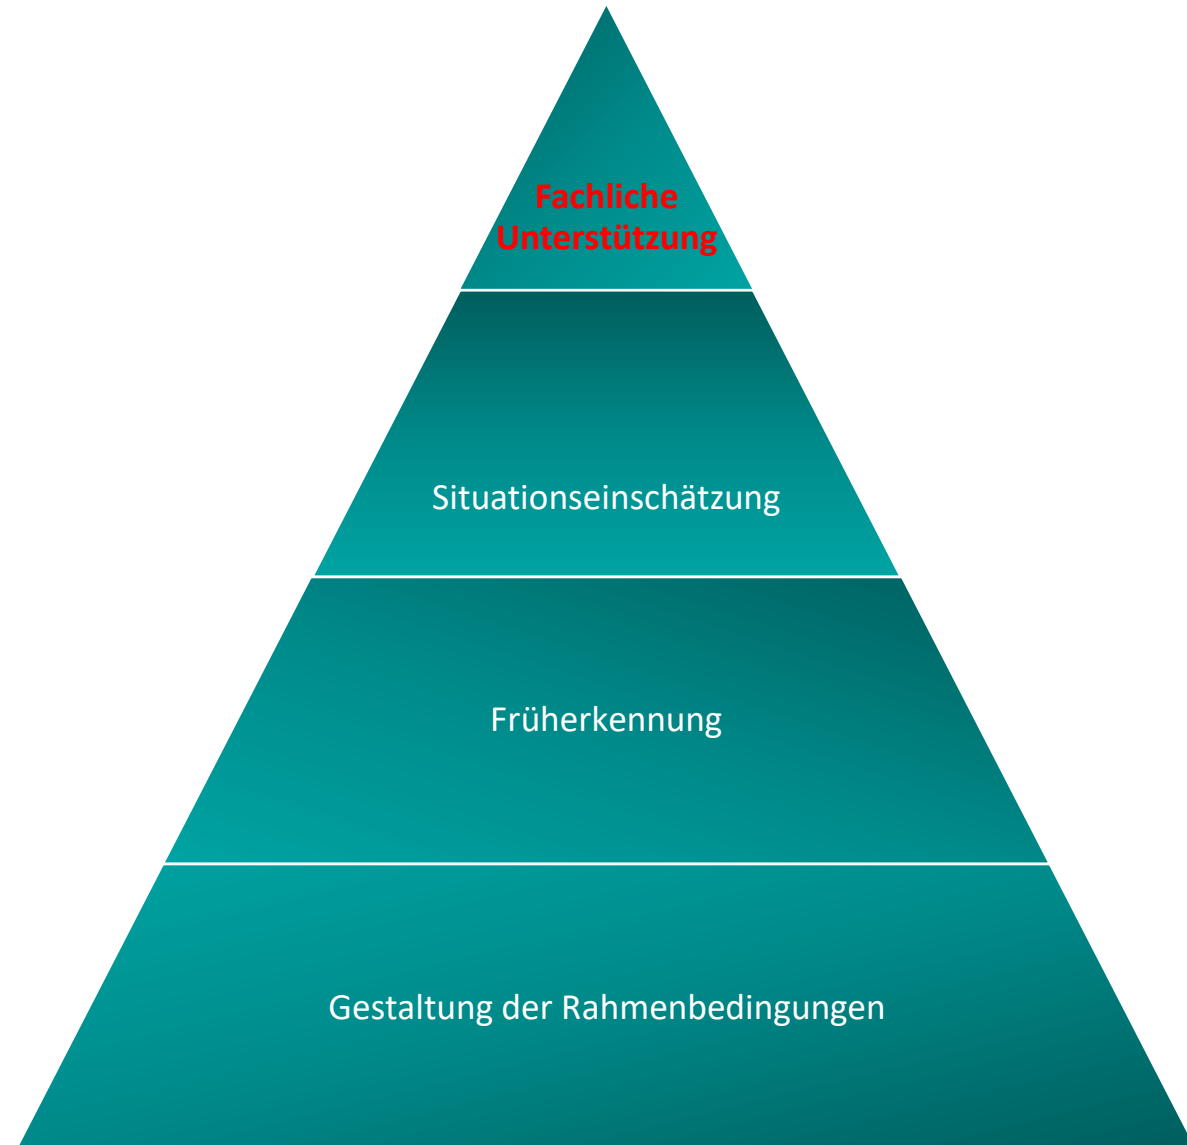 Fachliche
Unterstützung
Situationseinschätzung
Früherkennung
Gestaltung der Rahmenbedingungen